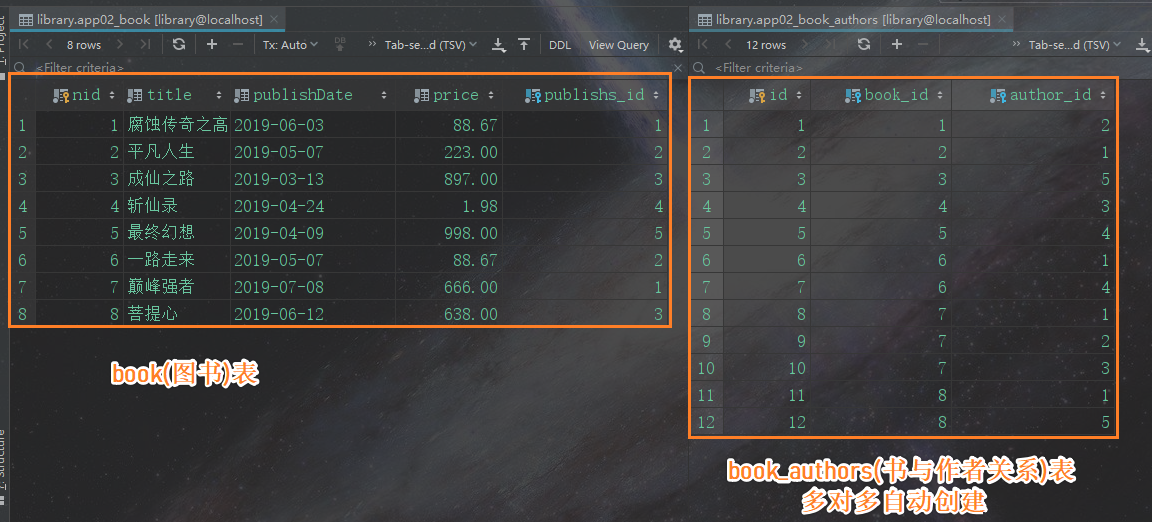 library.app02_book [library@localhost]
8 rows Tx: Auto DB Tab-se...d (TSV) DDL View Query
<Filter criteria>
nid title publishDate price publishs_id
1 1 腐蚀传奇之高 2019-06-03 88.67 1
2 2 平凡人生 2019-05-07 223.00 2
3 3 成仙之路 2019-03-13 897.00 3
4 4 斩仙录 2019-04-24 1.98 4
5 5 最终幻想 2019-04-09 998.00 5
6 6 一路走来 2019-05-07 88.67 2
7 7 巅峰强者 2019-07-08 666.00 1
8 8 菩提心 2019-06-12 638.00 3
book(图书)表
library.app02_book_authors [library@localhost]
12 rows Tab-se...d (TSV)
<Filter criteria>
id book_id author_id
1 1 1 2
2 2 2 1
3 3 3 5
4 4 4 3
5 5 5 4
6 6 6 1
7 7 6 4
8 8 7 1
9 9 7 2
10 10 7 3
11 11 8 1
12 12 8 5
book_authors(书与作者关系)表
多对多自动创建